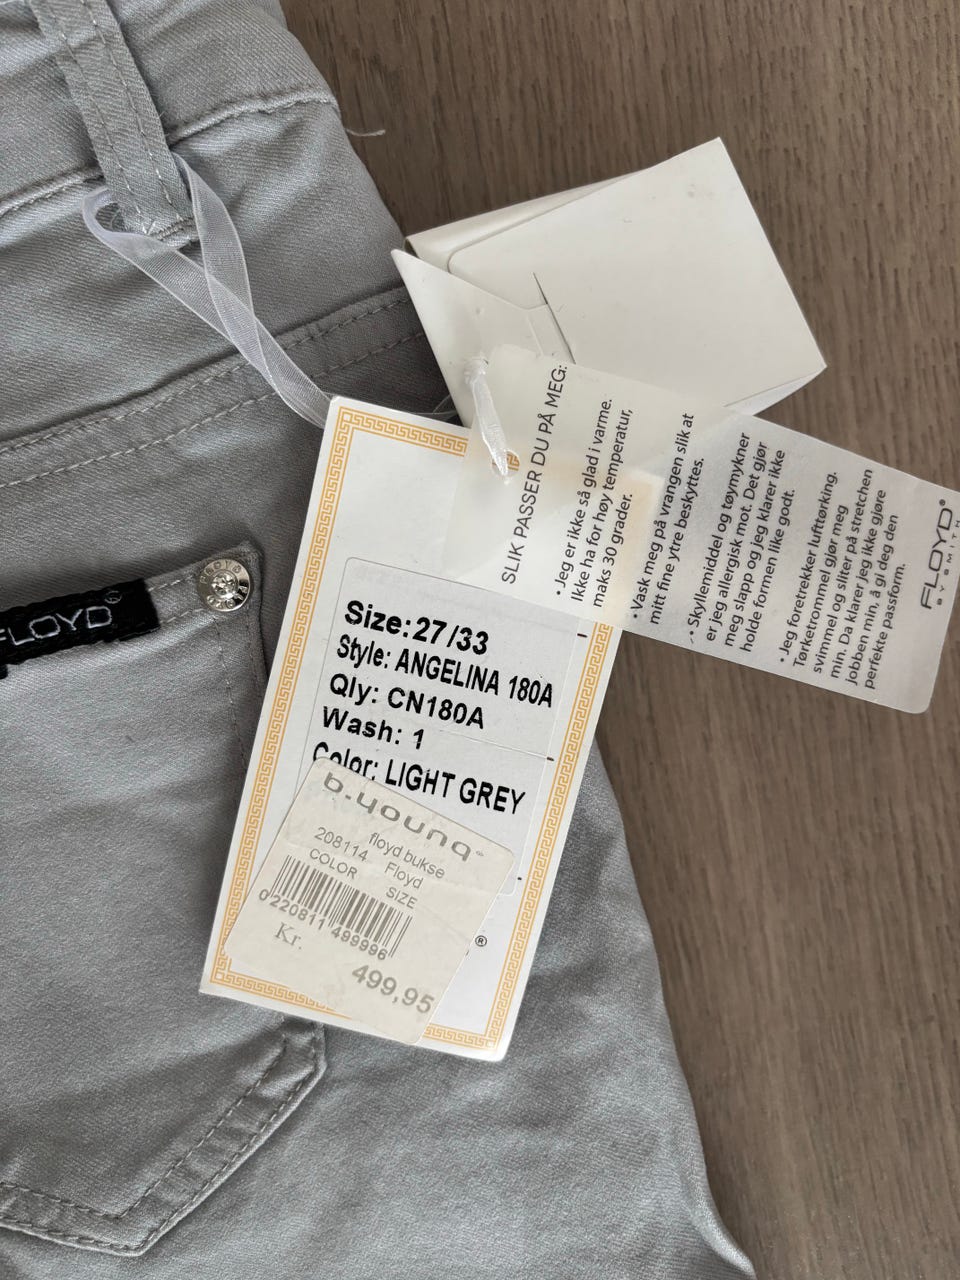 FLOYD®
FLOYD
Size: 27/33
Style: ANGELINA 180A
Qly: CN180A
Wash: 1
Color: LIGHT GREY
b.young™
floyd bukse
208114 Floyd
COLOR SIZE
0220811 499996
Kr.
499,95
®
SLIK PASSER DU PÅ MEG:
• Jeg er ikke så glad i varme.
Ikke ha for høy temperatur,
maks 30 grader.
• Vask meg på vrangen slik at
mitt fine ytre beskyttes.
• Skyllemiddel og tøymykner
er jeg allergisk mot. Det gjør
meg slapp og jeg klarer ikke
holde formen like godt.
• Jeg foretrekker lufttørking.
Tørketrommel gjør meg
svimmel og sliter på stretchen
min. Da klarer jeg ikke gjøre
jobben min, å gi deg den
perfekte passform.
FLOYD®
BY SMITH